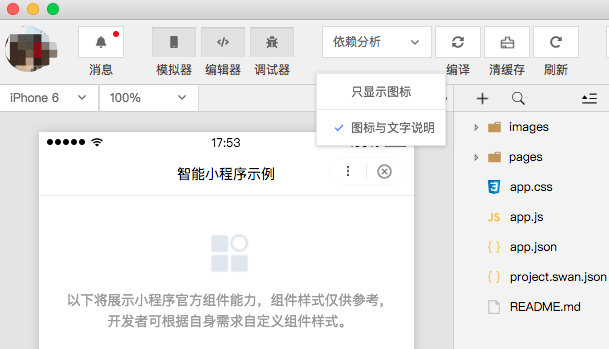 消息
模拟器
编辑器
调试器
依赖分析
编译
清缓存
刷新
只显示图标
图标与文字说明
iPhone 6
100%
17:53
智能小程序示例
以下将展示小程序官方组件能力，组件样式仅供参考，
开发者可根据自身需求自定义组件样式。
images
pages
app.css
JS app.js
{ } app.json
{ } project.swan.json
README.md